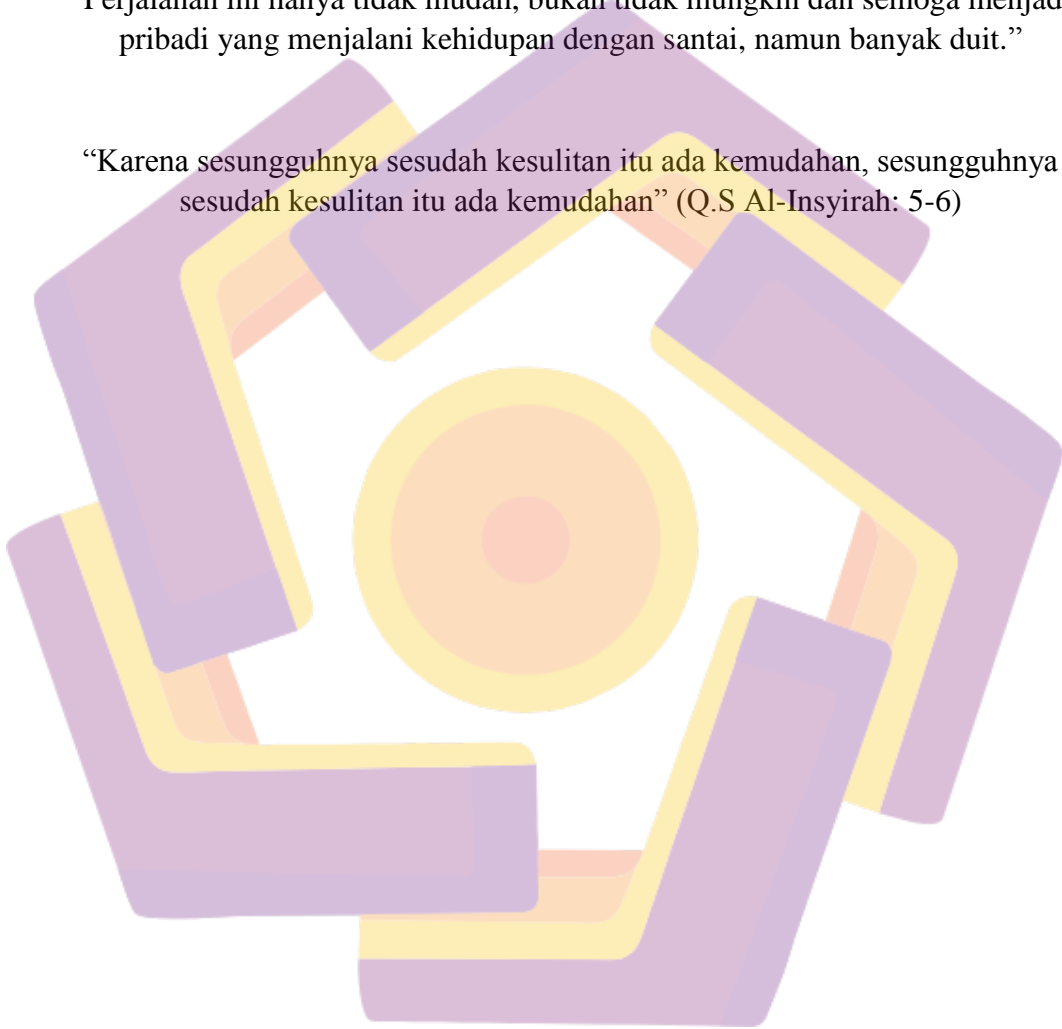 Perjalanan ini hanya tidak mudah, bukan tidak mungkin dan semoga menjad
pribadi yang menjalani kehidupan dengan santai, namun banyak duit.”
“Karena sesungguhnya sesudah kesulitan itu ada kemudahan, sesungguhnya
sesudah kesulitan itu ada kemudahan” (Q.S Al-Insyirah: 5-6)